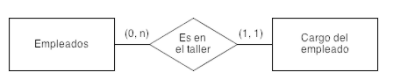 Empleados
(0, n)
Es en
el taller
(1, 1)
Cargo del
empleado